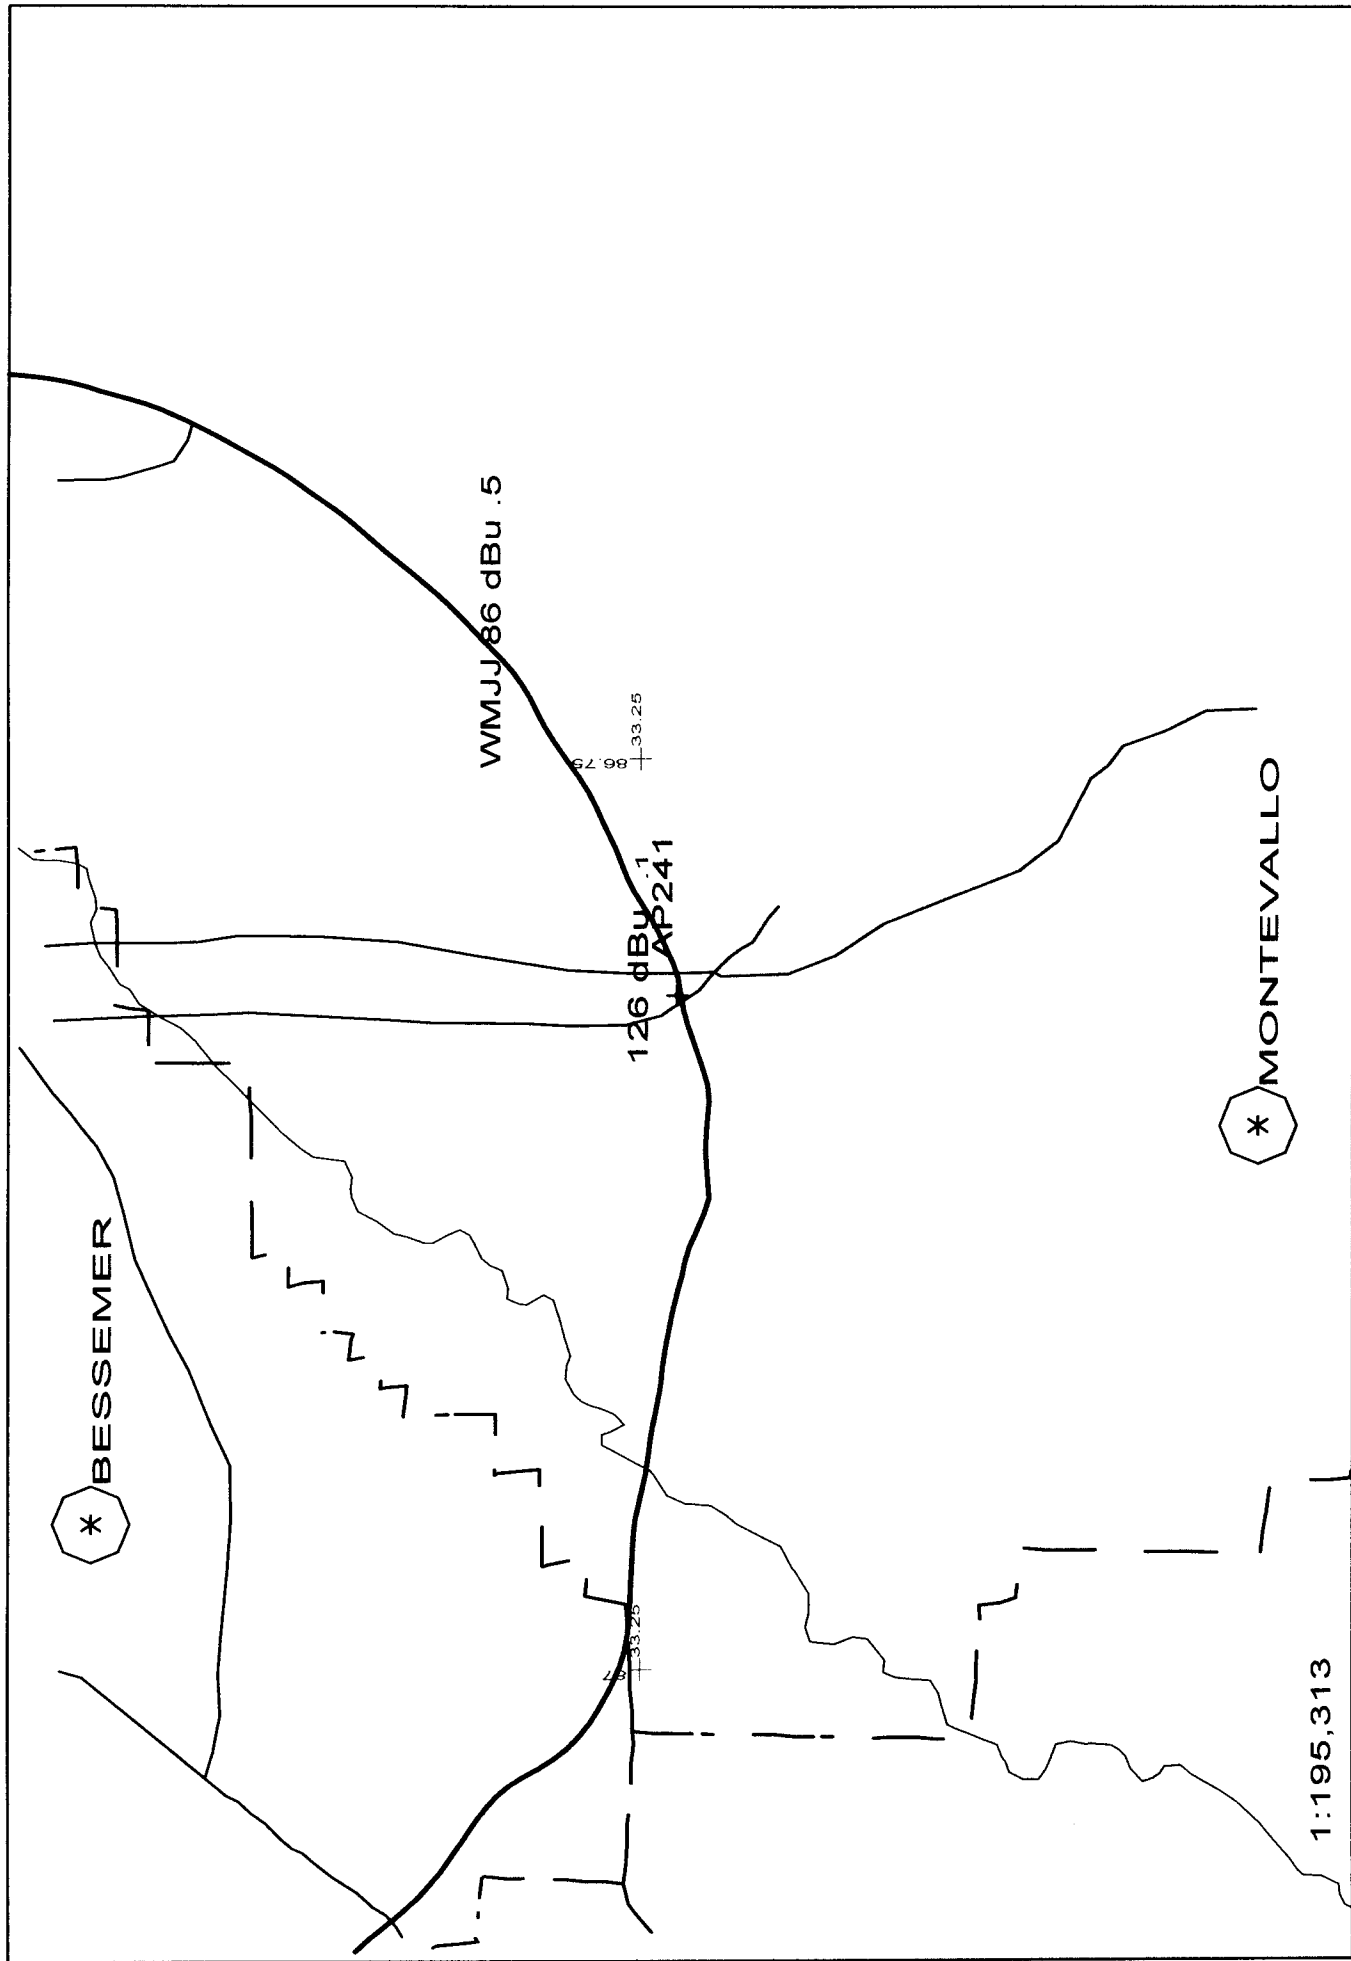 BESSEMER
WMJJ 86 dBu .5
86.75
33.25
126 dBu .1
AP241
87
33.25
MONTEVALLO
1:195,313